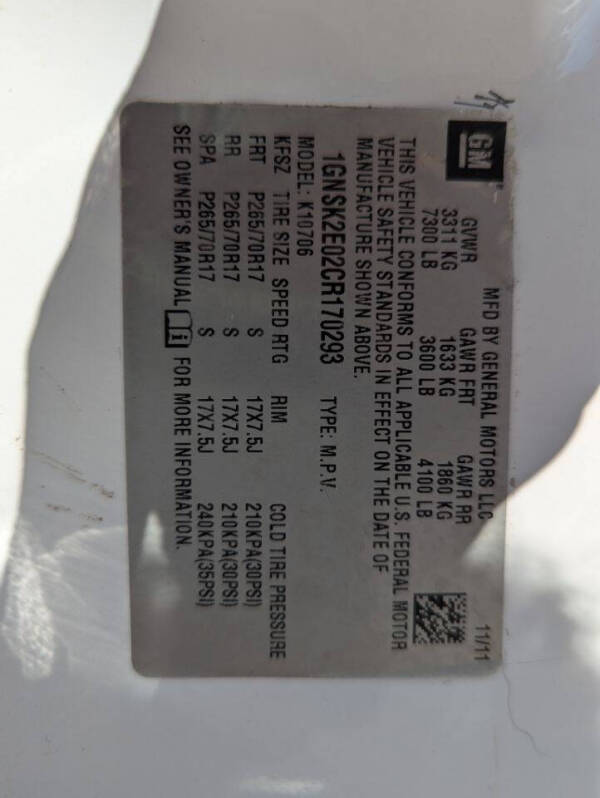 GM
MFD BY GENERAL MOTORS LLC 11/11
GVWR GAWR FRT GAWR RR
3311 KG 1633 KG 1860 KG
7300 LB 3600 LB 4100 LB
THIS VEHICLE CONFORMS TO ALL APPLICABLE U.S. FEDERAL MOTOR
VEHICLE SAFETY STANDARDS IN EFFECT ON THE DATE OF
MANUFACTURE SHOWN ABOVE.
1GNSK2E02CR170293 TYPE: M.P.V.
MODEL: K10706
KFSZ TIRE SIZE SPEED RTG RIM COLD TIRE PRESSURE
FRT P265/70R17 S 17X7.5J 210KPA(30PSI)
RR P265/70R17 S 17X7.5J 210KPA(30PSI)
SPA P265/70R17 S 17X7.5J 240KPA(35PSI)
SEE OWNER'S MANUAL i FOR MORE INFORMATION.